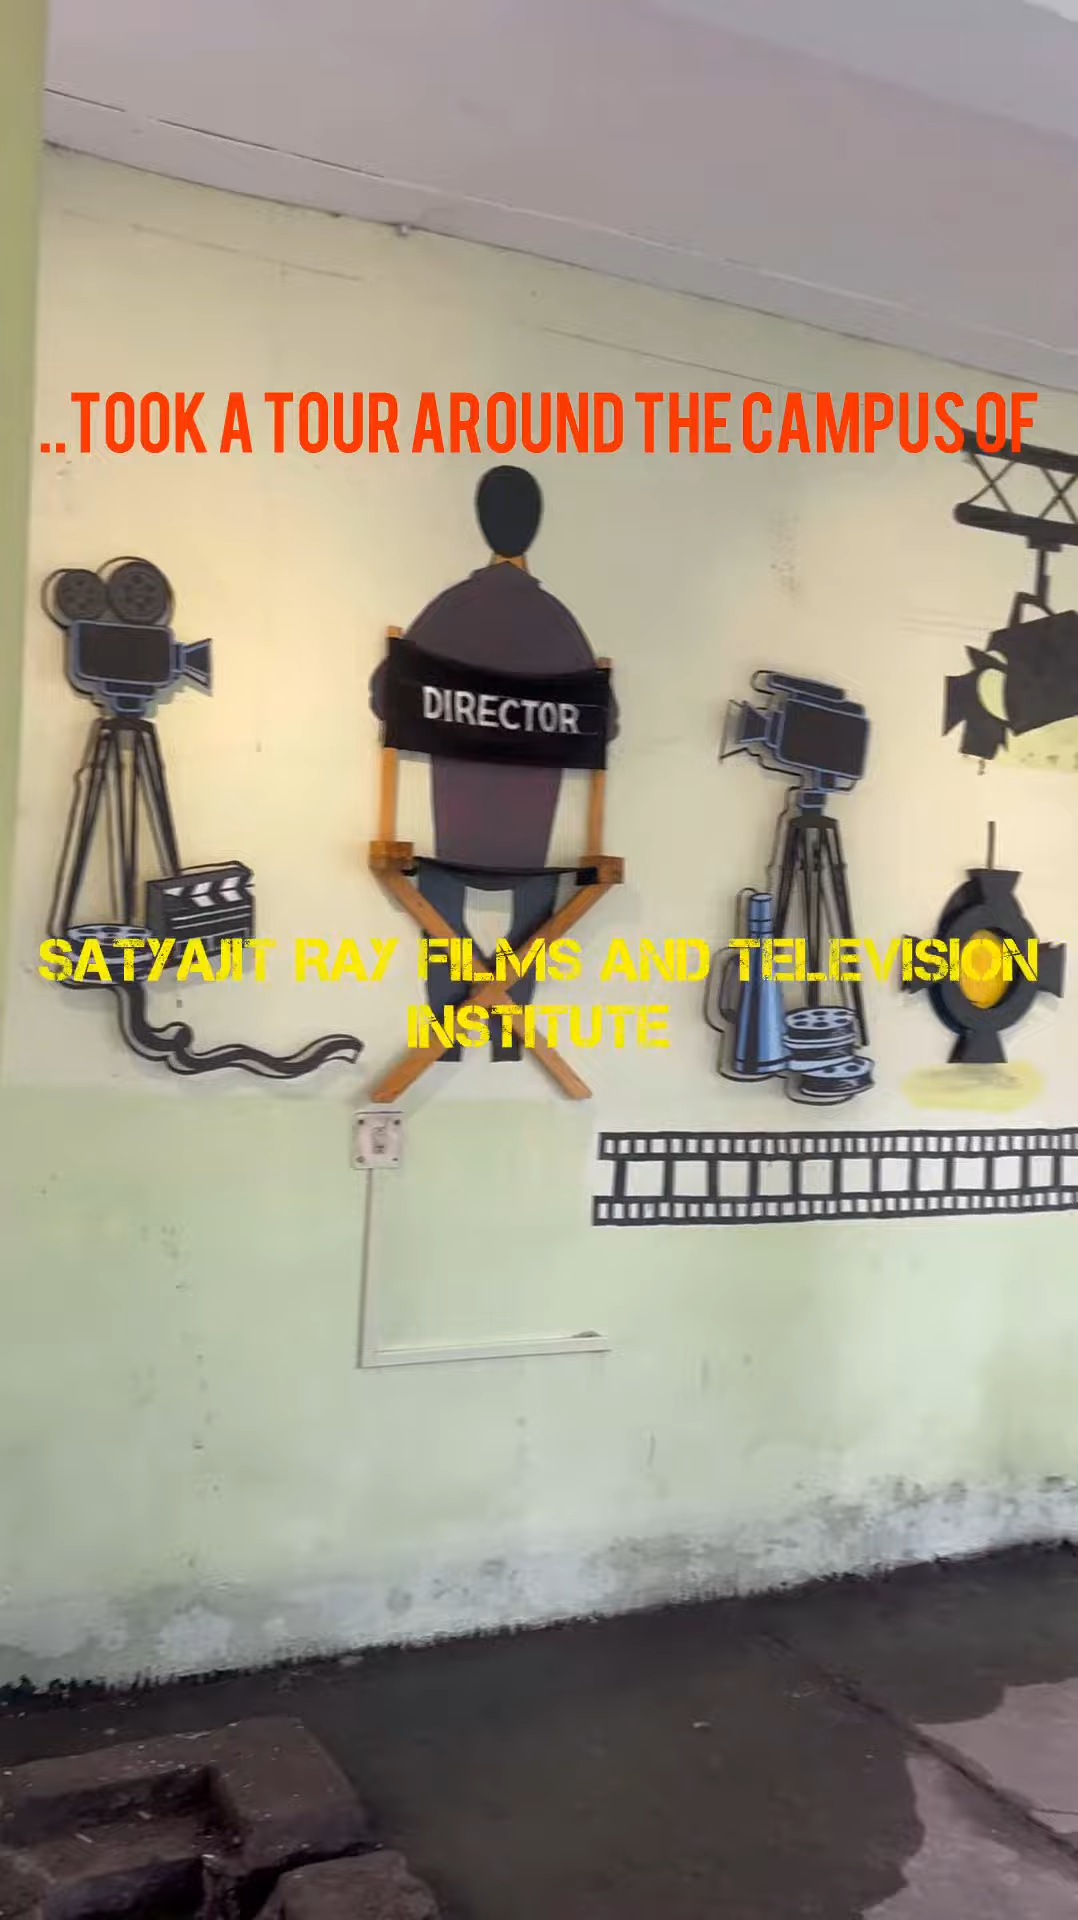 ..TOOK A TOUR AROUND THE CAMPUS OF
DIRECTOR
SATYAJIT RAY FILMS AND TELEVISION
INSTITUTE